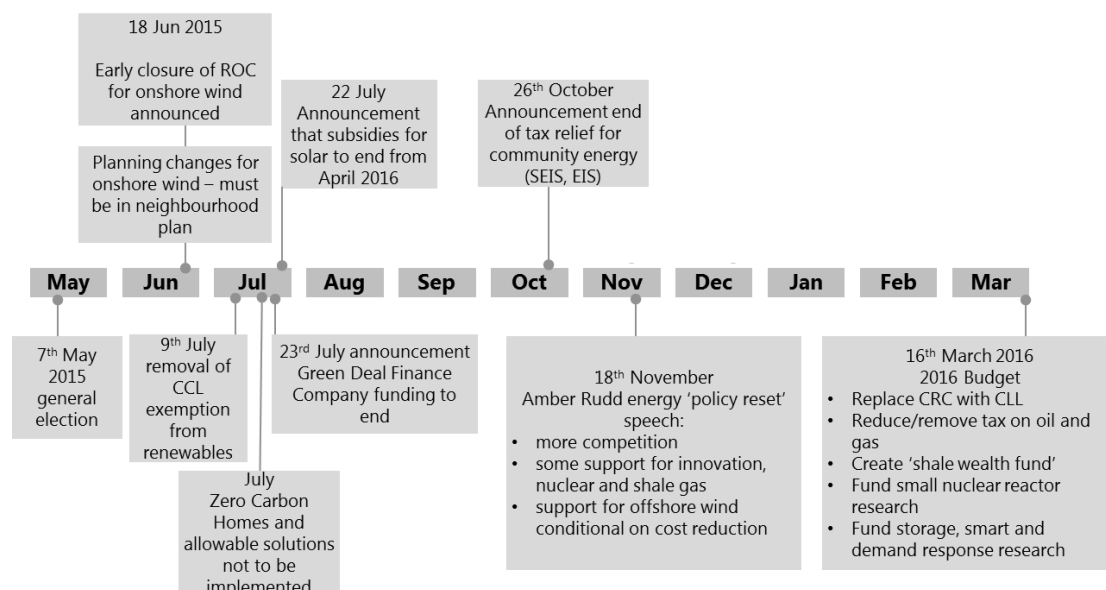 18 Jun 2015
Early closure of ROC
for onshore wind
announced
Planning changes for
onshore wind – must
be in neighbourhood
plan
22 July
Announcement
that subsidies for
solar to end from
April 2016
26th October
Announcement end
of tax relief for
community energy
(SEIS, EIS)
May
Jun
Jul
Aug
Sep
Oct
Nov
Dec
Jan
Feb
Mar
7th May
2015
general
election
9th July
removal of
CCL
exemption
from
renewables
July
Zero Carbon
Homes and
allowable solutions
not to be
implemented
23rd July announcement
Green Deal Finance
Company funding to
end
18th November
Amber Rudd energy ‘policy reset’
speech:
• more competition
• some support for innovation,
nuclear and shale gas
• support for offshore wind
conditional on cost reduction
16th March 2016
2016 Budget
• Replace CRC with CLL
• Reduce/remove tax on oil and
gas
• Create ‘shale wealth fund’
• Fund small nuclear reactor
research
• Fund storage, smart and
demand response research